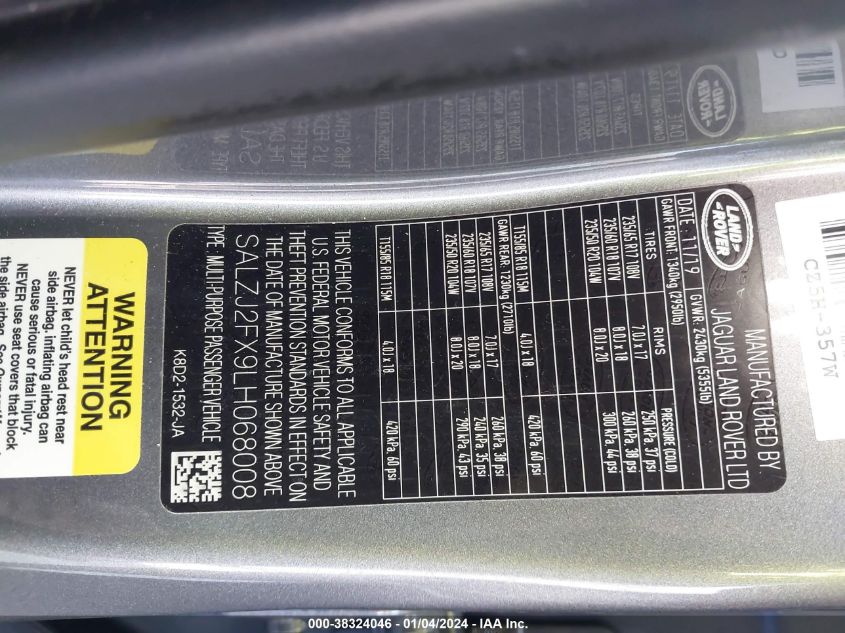 LAND-
ROVER
MANUFACTURED BY
JAGUAR LAND ROVER LTD
DATE: 11/19 GVWR: 2430kg (5355lb)
GAWR FRONT: 1340kg (2950lb)
TIRES RIMS PRESSURE (COLD)
235/65 R17 108V 7.0J x 17 250 kPa, 37 psi
235/60 R18 107V 8.0J x 18 260 kPa, 38 psi
235/50 R20 104W 8.0J x 20 300 kPa, 44 psi
T155/85 R18 115M 4.0J x 18 420 kPa, 60 psi
GAWR REAR: 1230kg (2710lb)
235/65 R17 108V 7.0J x 17 260 kPa, 38 psi
235/60 R18 107V 8.0J x 18 240 kPa, 35 psi
235/50 R20 104W 8.0J x 20 290 kPa, 43 psi
T155/85 R18 115M 4.0J x 18 420 kPa, 60 psi
THIS VEHICLE CONFORMS TO ALL APPLICABLE
U.S. FEDERAL MOTOR VEHICLE SAFETY AND
THEFT PREVENTION STANDARDS IN EFFECT ON
THE DATE OF MANUFACTURE SHOWN ABOVE
SALZJ2FX9LH068008
TYPE: MULTI-PURPOSE PASSENGER VEHICLE
K8D2-1532-JA
WARNING
ATTENTION
NEVER let child's head rest near
side airbag, inflating airbag can
cause serious or fatal injury.
NEVER use seat covers that block
the side airbag. See Owner's
CZ5H-357W
000-38324046 - 01/04/2024 - IAA Inc.